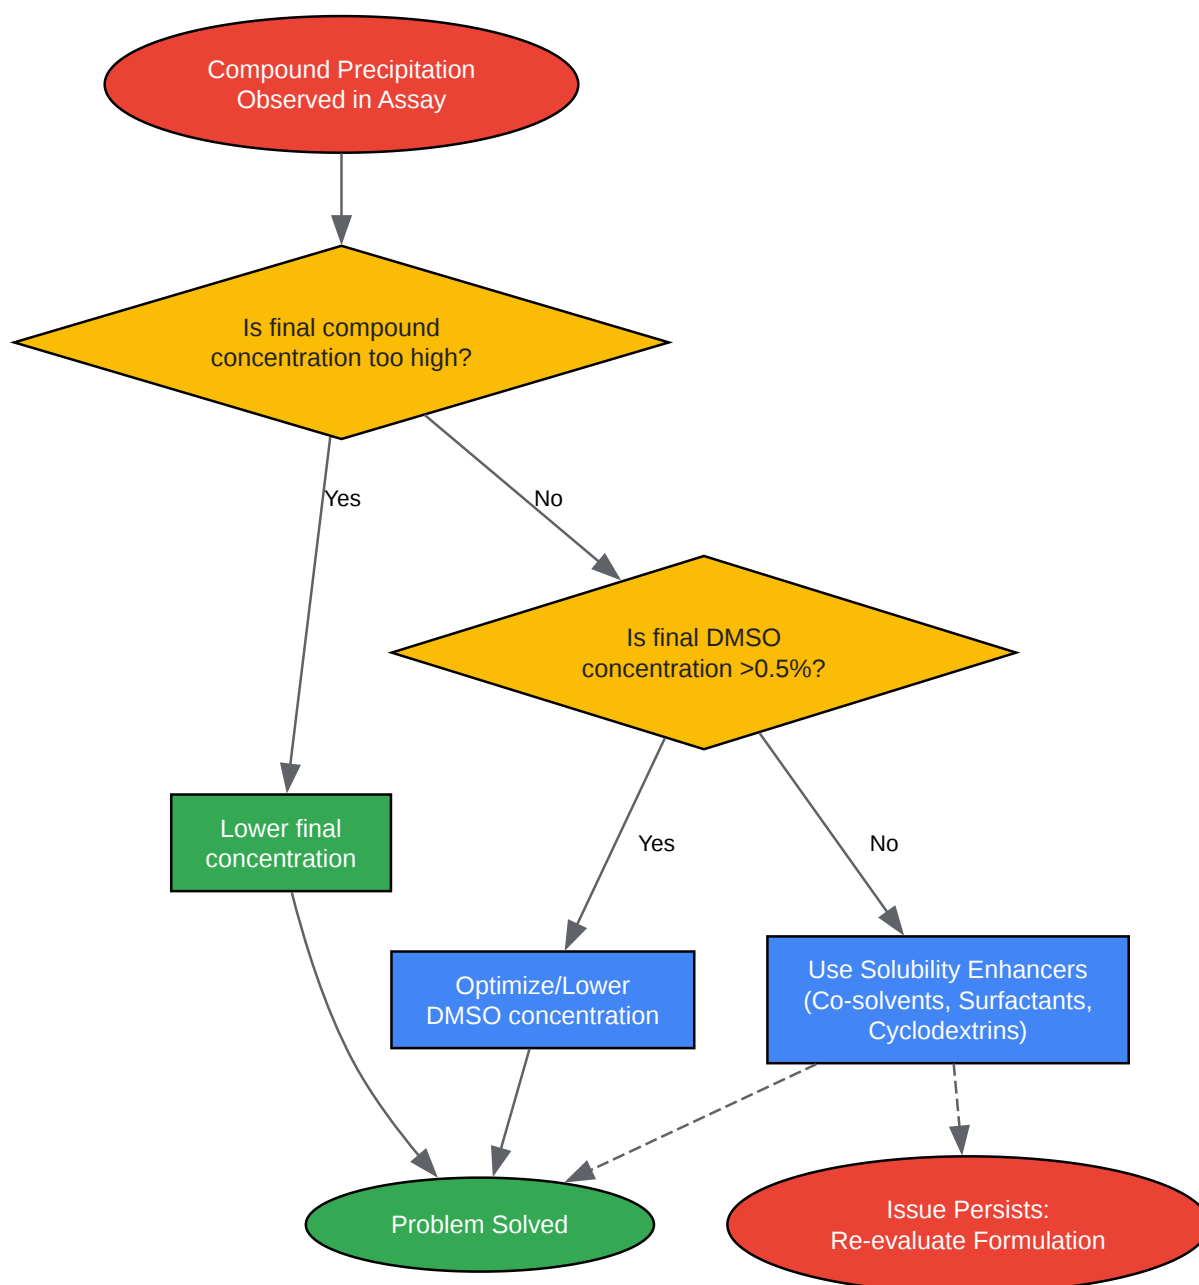 Compound Precipitation
Observed in Assay
Is final compound
concentration too high?
Yes
No
Is final DMSO
concentration >0.5%?
Lower final
concentration
Yes
No
Optimize/Lower
DMSO concentration
Use Solubility Enhancers
(Co-solvents, Surfactants,
Cyclodextrins)
Problem Solved
Issue Persists:
Re-evaluate Formulation